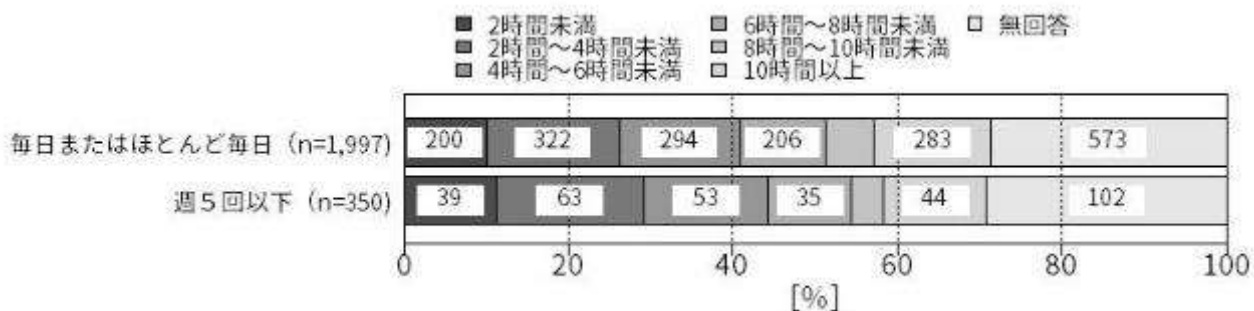 2時間未満
2時間～4時間未満
4時間～6時間未満
6時間～8時間未満
8時間～10時間未満
10時間以上
無回答
毎日またはほとんど毎日（n=1,997）
200 322 294 206 283 573
週５回以下（n=350）
39 63 53 35 44 102
0 20 40 60 80 100
[%]